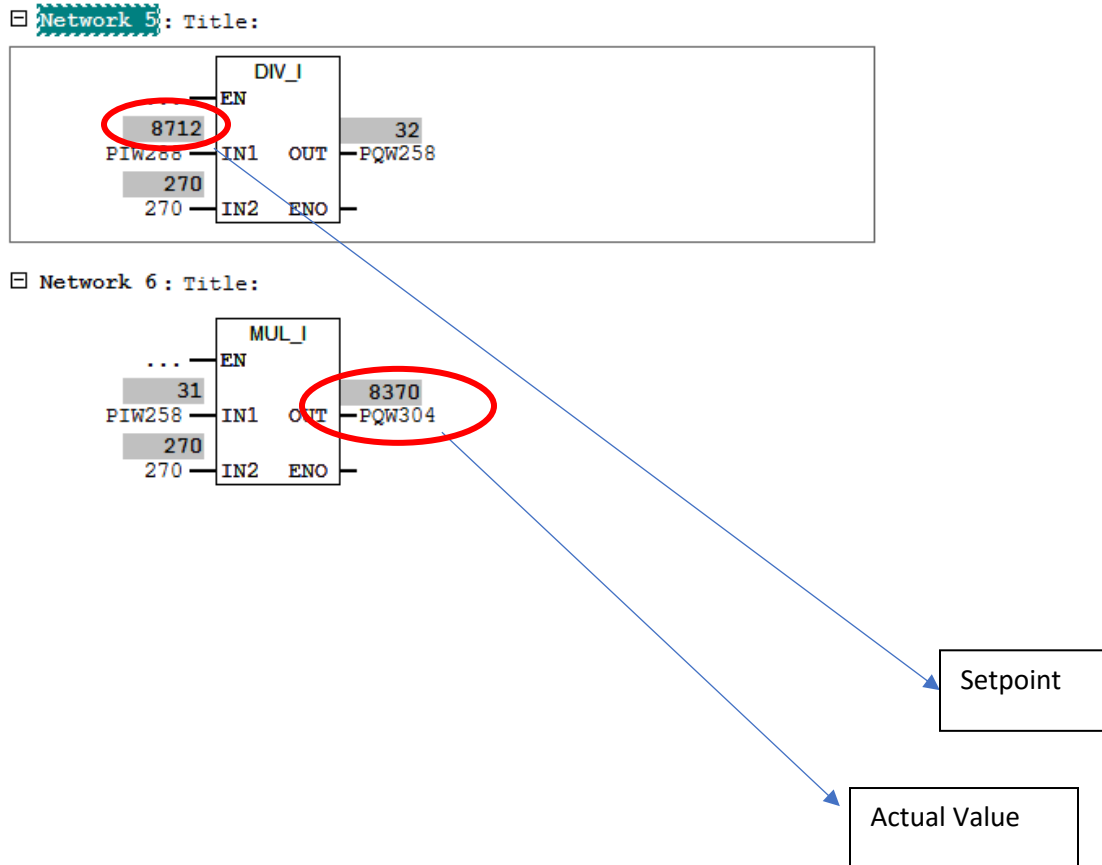 Network 5: Title:
DIV_I
... EN
8712 32
PIW288 IN1 OUT PQW258
270
270 IN2 ENO
Network 6: Title:
MUL_I
... EN
31 8370
PIW258 IN1 OUT PQW304
270
270 IN2 ENO
Setpoint
Actual Value